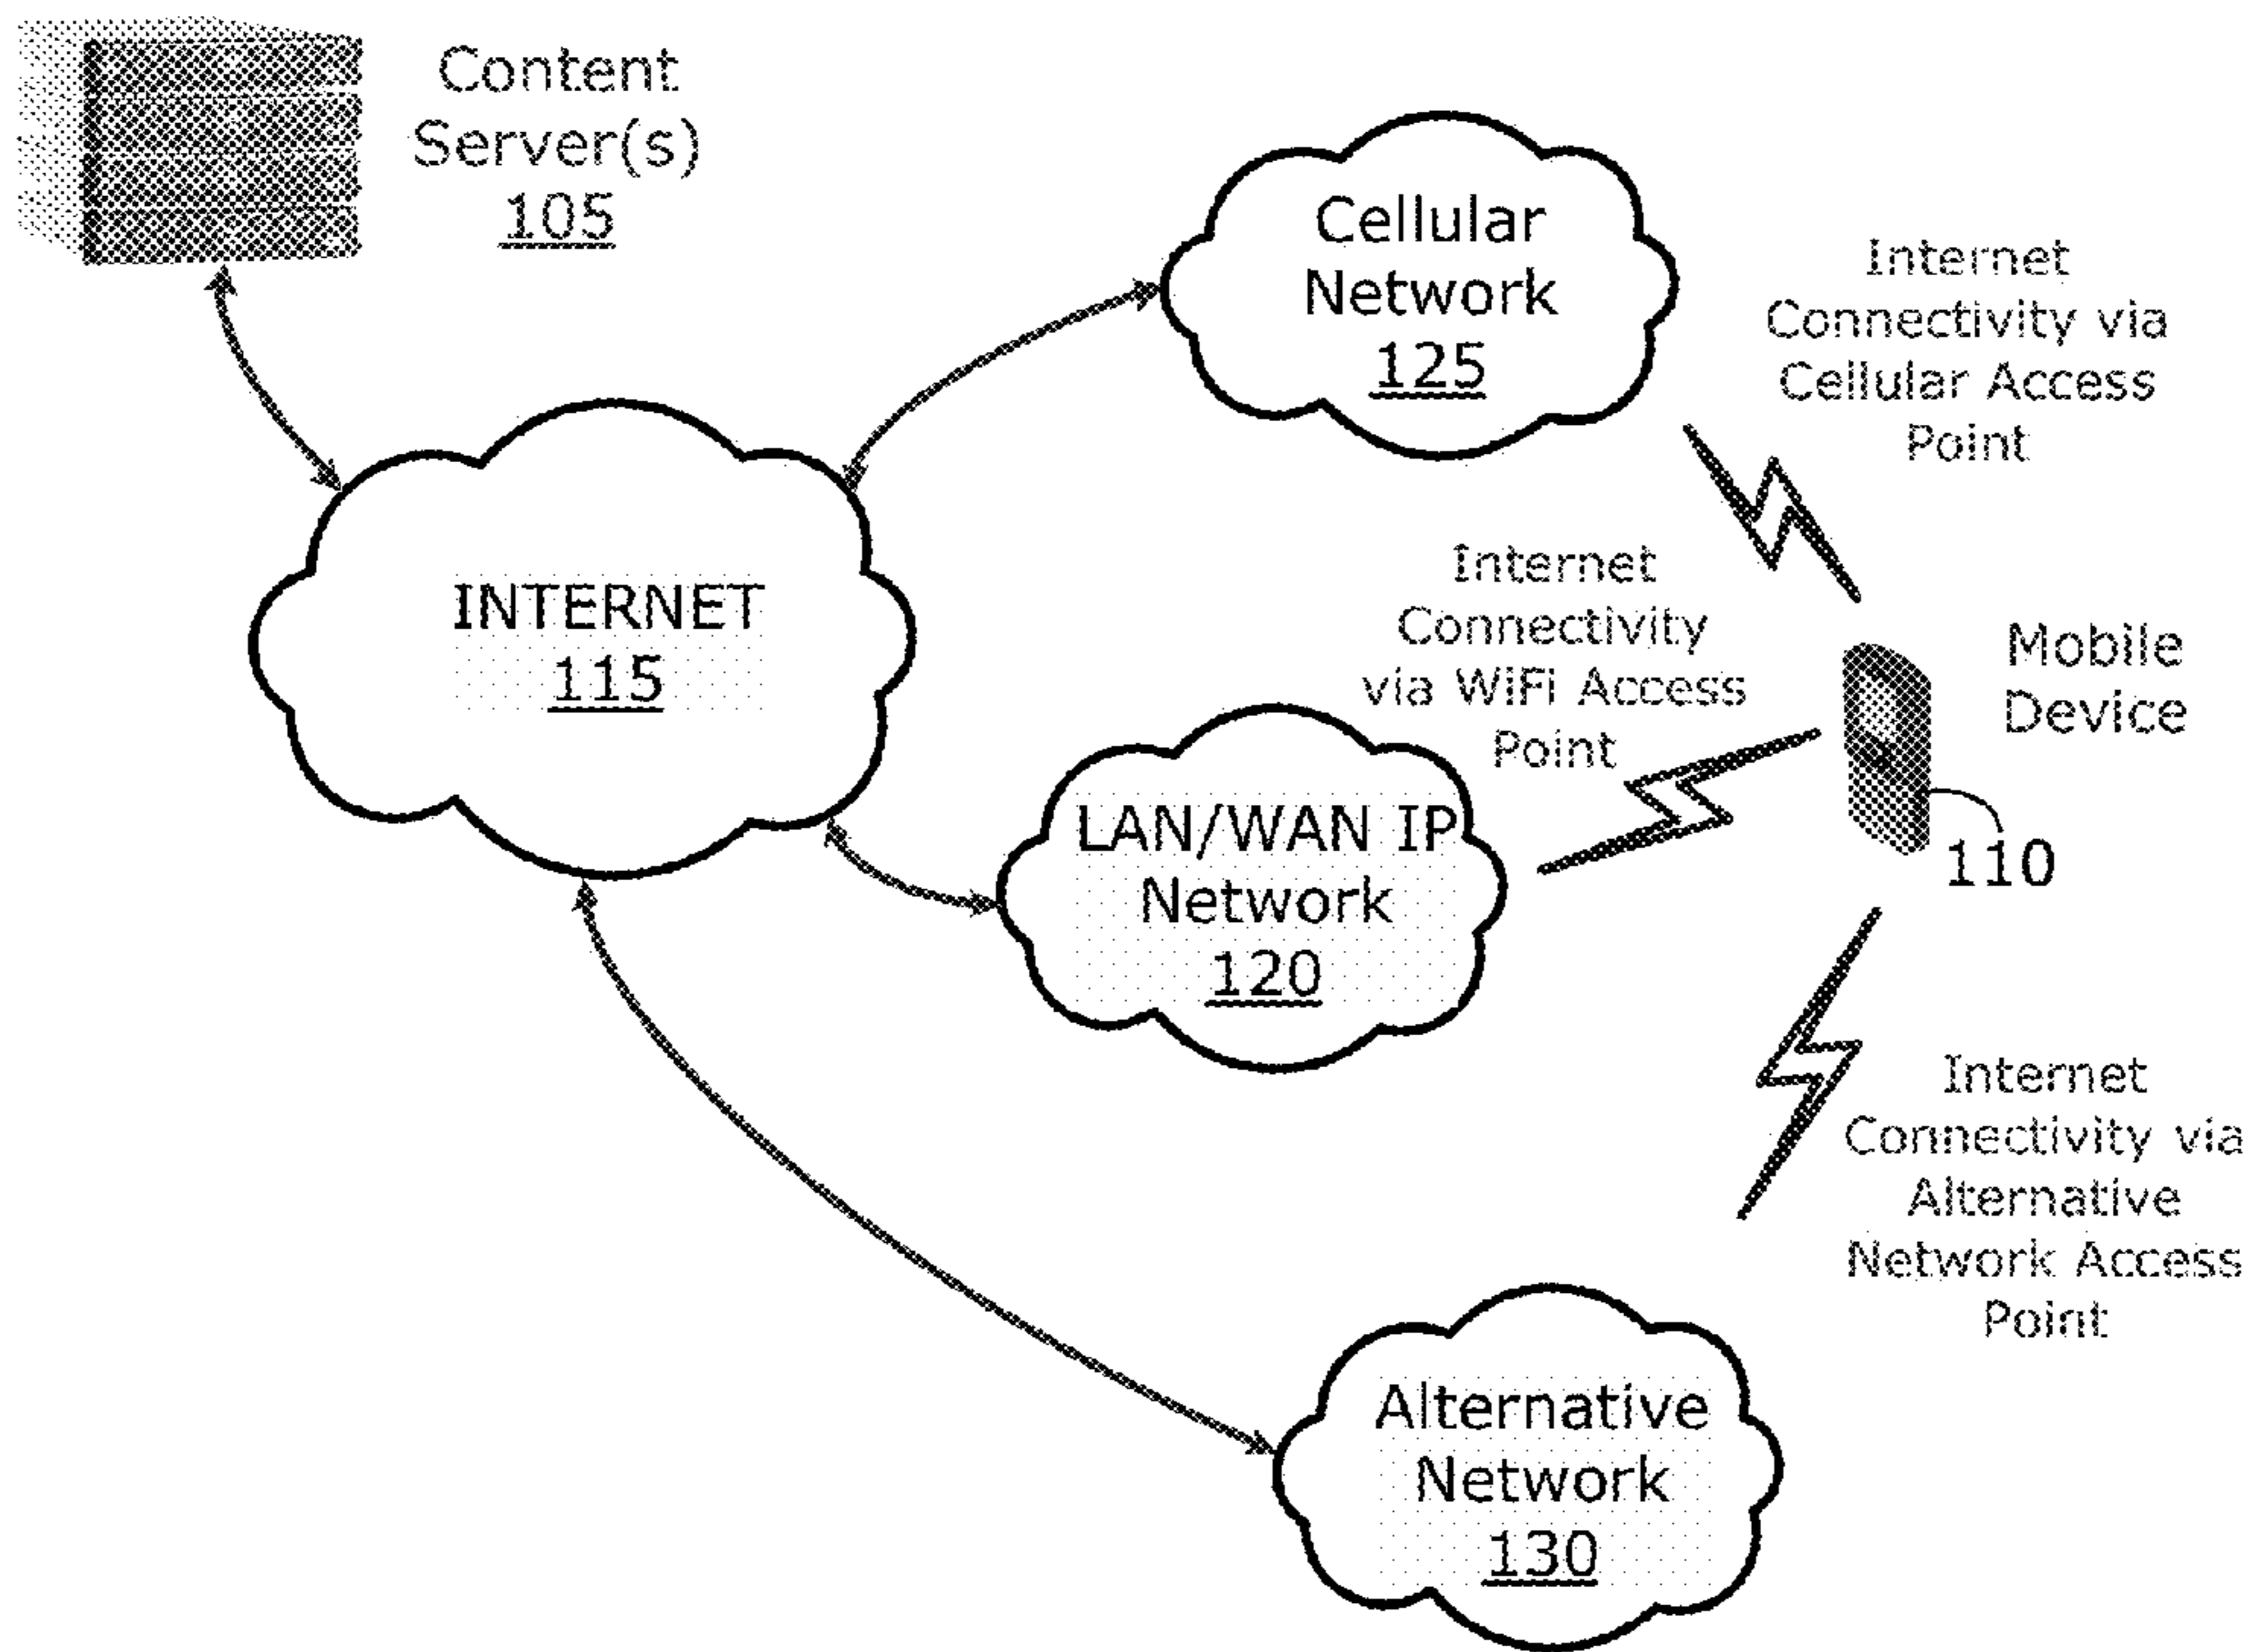 Content
Server(s)
105
Cellular
Network
125
Internet
Connectivity via
Cellular Access
Point
INTERNET
115
Internet
Connectivity
via WiFi Access
Point
Mobile
Device
110
LAN/WAN IP
Network
120
Internet
Connectivity via
Alternative
Network Access
Point
Alternative
Network
130